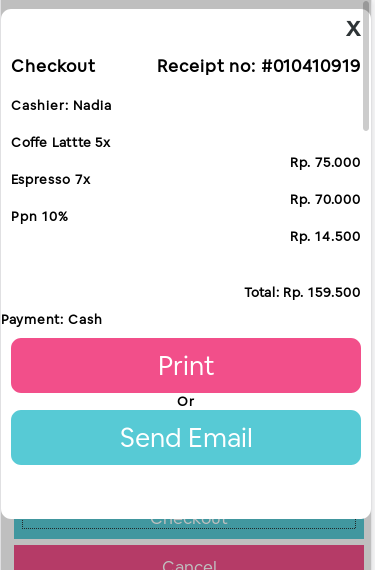 X
Checkout Receipt no: #010410919
Cashier: Nadia
Coffe Lattte 5x
Rp. 75.000
Espresso 7x
Rp. 70.000
Ppn 10%
Rp. 14.500
Total: Rp. 159.500
Payment: Cash
Print
Or
Send Email
Checkout
Cancel